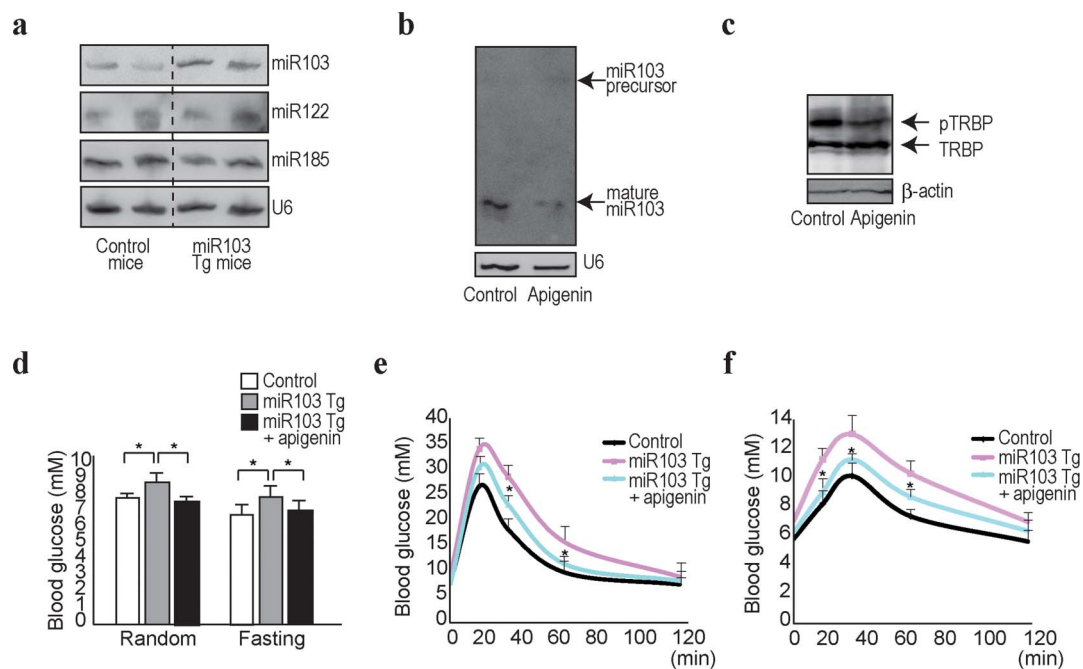 a
miR103
miR122
miR185
U6
Control mice
miR103 Tg mice
b
miR103 precursor
mature miR103
U6
Control Apigenin
c
pTRBP
TRBP
β-actin
Control Apigenin
d
Control
miR103 Tg
miR103 Tg + apigenin
Blood glucose (mM)
10
9
8
7
6
5
4
3
2
1
0
* * * *
Random Fasting
e
Control
miR103 Tg
miR103 Tg + apigenin
Blood glucose (mM)
40
35
30
25
20
15
10
5
0
* *
0 20 40 60 80 100 120
(min)
f
Control
miR103 Tg
miR103 Tg + apigenin
Blood glucose (mM)
14
12
10
8
6
4
2
0
* * *
0 20 40 60 80 100 120
(min)